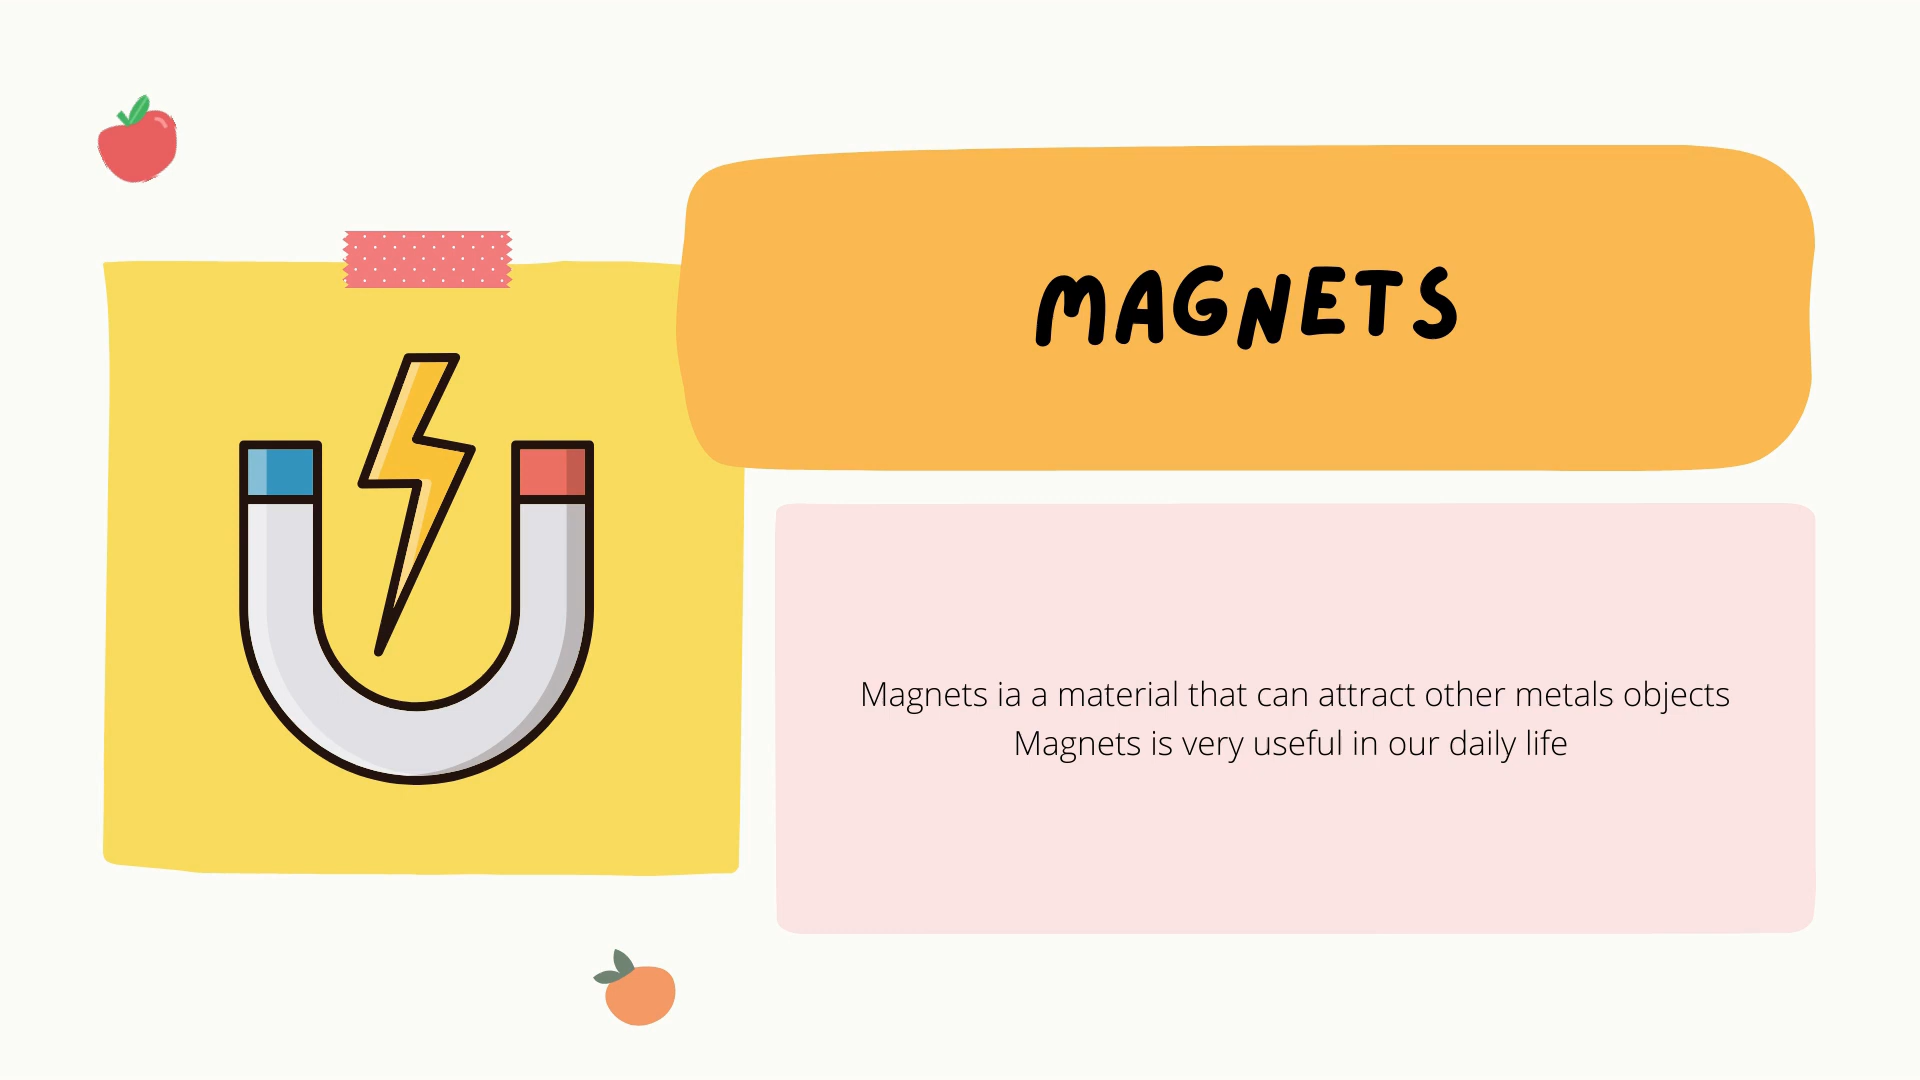 MAGNETS
Magnets ia a material that can attract other metals objects
Magnets is very useful in our daily life